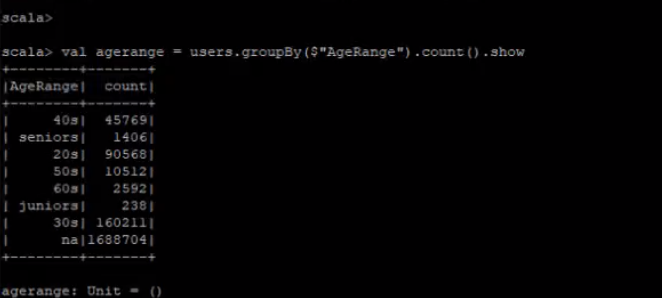 scala>
scala> val agerange = users.groupBy($"AgeRange").count().show
+--------+-------+
|AgeRange|  count|
+--------+-------+
|     40s|  45769|
| seniors|   1406|
|     20s|  90568|
|     50s|  10512|
|     60s|   2592|
| juniors|    238|
|     30s| 160211|
|      na|1688704|
+--------+-------+
agerange: Unit = ()